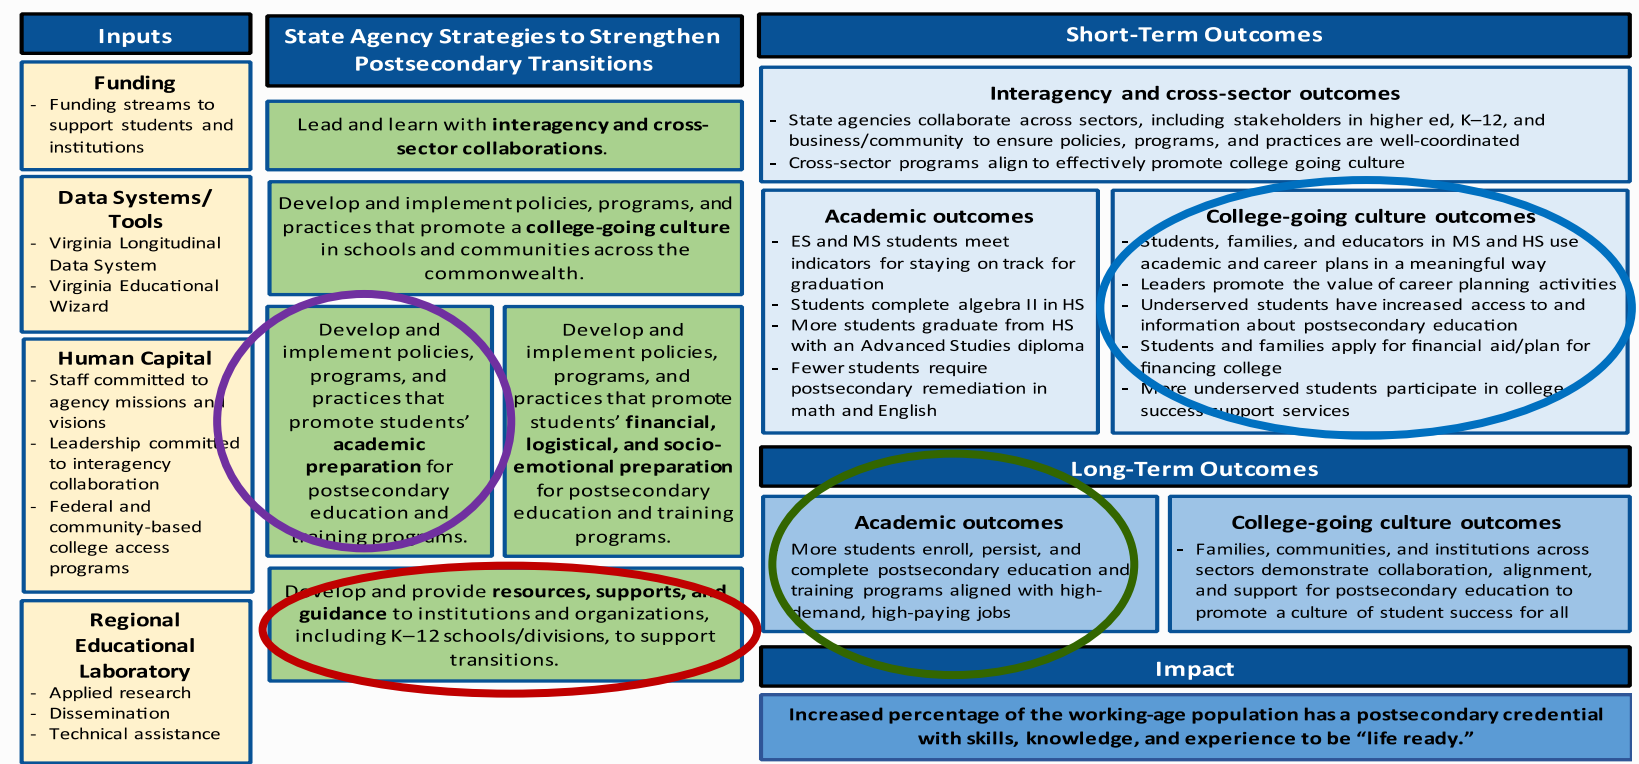 Inputs
Funding
- Funding streams to
support students and
institutions
Data Systems/
Tools
- Virginia Longitudinal
Data System
- Virginia Educational
Wizard
Human Capital
- Staff committed to
agency missions and
visions
- Leadership committed
to interagency
collaboration
- Federal and
community-based
college access
programs
Regional
Educational
Laboratory
- Applied research
- Dissemination
- Technical assistance
State Agency Strategies to Strengthen
Postsecondary Transitions
Lead and learn with interagency and cross-
sector collaborations.
Develop and implement policies, programs, and
practices that promote a college-going culture
in schools and communities across the
commonwealth.
Develop and
implement policies,
programs, and
practices that
promote students’
academic
preparation for
postsecondary
education and
training programs.
Develop and
implement policies,
programs, and
practices that promote
students’ financial,
logistical, and socio-
emotional preparation
for postsecondary
education and training
programs.
Develop and provide resources, supports, and
guidance to institutions and organizations,
including K–12 schools/divisions, to support
transitions.
Short-Term Outcomes
Interagency and cross-sector outcomes
- State agencies collaborate across sectors, including stakeholders in higher ed, K–12, and
business/community to ensure policies, programs, and practices are well-coordinated
- Cross-sector programs align to effectively promote college going culture
Academic outcomes
- ES and MS students meet
indicators for staying on track for
graduation
- Students complete algebra II in HS
- More students graduate from HS
with an Advanced Studies diploma
- Fewer students require
postsecondary remediation in
math and English
College-going culture outcomes
- Students, families, and educators in MS and HS use
academic and career plans in a meaningful way
- Leaders promote the value of career planning activities
- Underserved students have increased access to and
information about postsecondary education
- Students and families apply for financial aid/plan for
financing college
- More underserved students participate in college
success support services
Long-Term Outcomes
Academic outcomes
More students enroll, persist, and
complete postsecondary education and
training programs aligned with high-
demand, high-paying jobs
College-going culture outcomes
- Families, communities, and institutions across
sectors demonstrate collaboration, alignment,
and support for postsecondary education to
promote a culture of student success for all
Impact
Increased percentage of the working-age population has a postsecondary credential
with skills, knowledge, and experience to be “life ready.”